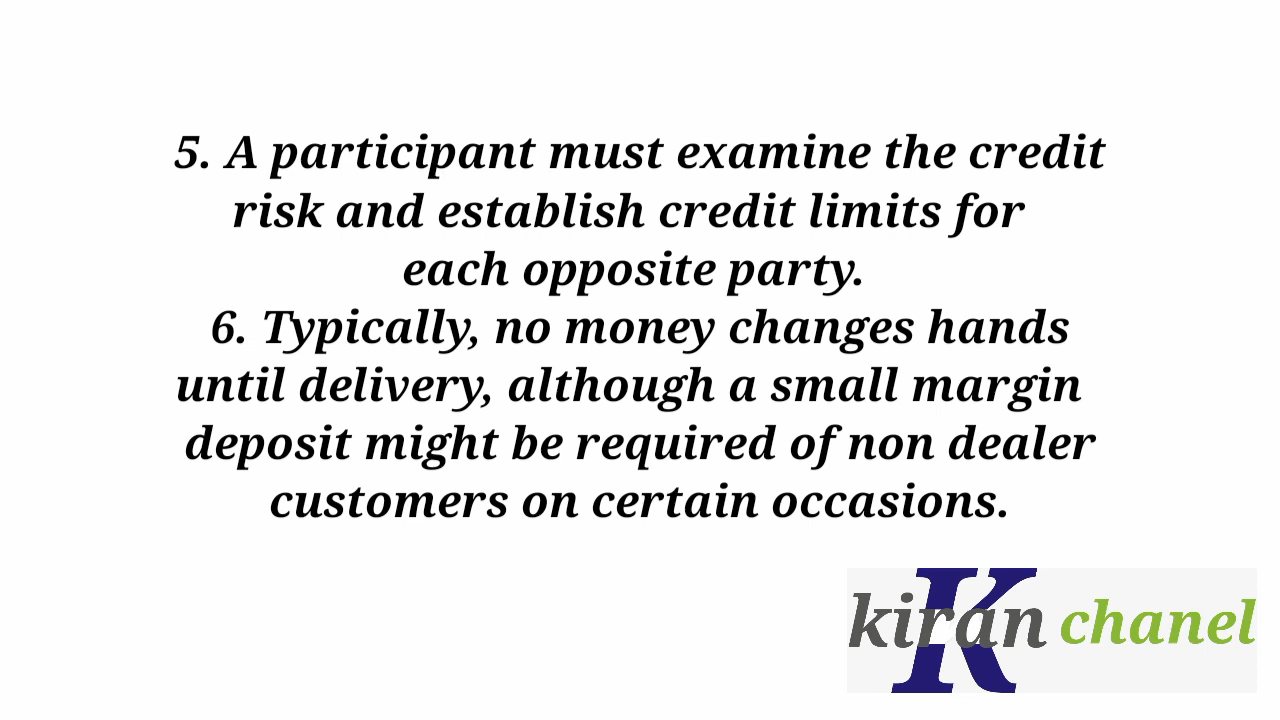 5. A participant must examine the credit
risk and establish credit limits for
each opposite party.
6. Typically, no money changes hands
until delivery, although a small margin
deposit might be required of non dealer
customers on certain occasions.
K
kiran chanel